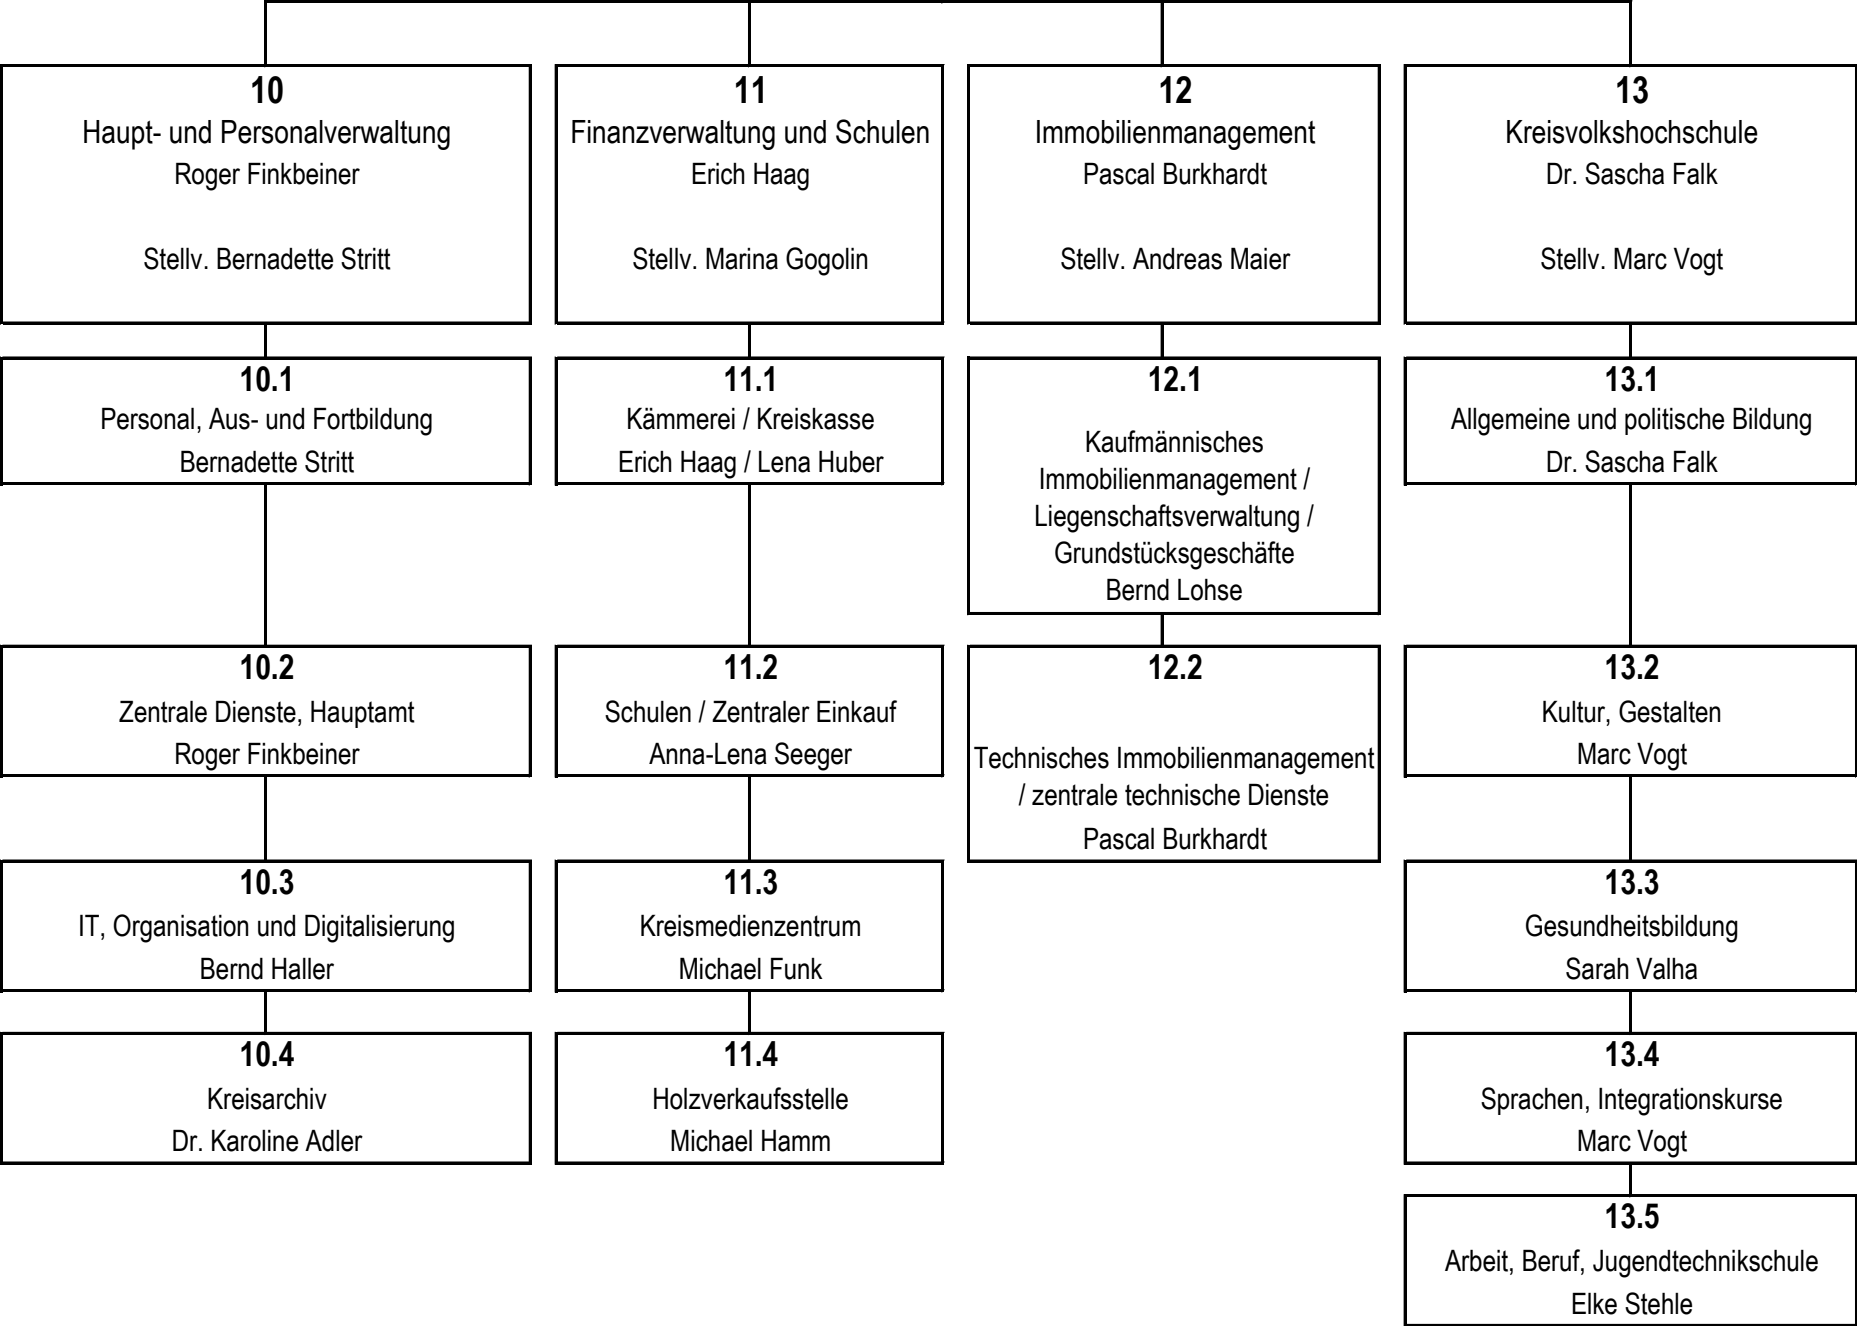 10
Haupt- und Personalverwaltung
Roger Finkbeiner
Stellv. Bernadette Stritt
11
Finanzverwaltung und Schulen
Erich Haag
Stellv. Marina Gogolin
12
Immobilienmanagement
Pascal Burkhardt
Stellv. Andreas Maier
13
Kreisvolkshochschule
Dr. Sascha Falk
Stellv. Marc Vogt
10.1
Personal, Aus- und Fortbildung
Bernadette Stritt
11.1
Kämmerei / Kreiskasse
Erich Haag / Lena Huber
12.1
Kaufmännisches
Immobilienmanagement /
Liegenschaftsverwaltung /
Grundstücksgeschäfte
Bernd Lohse
13.1
Allgemeine und politische Bildung
Dr. Sascha Falk
10.2
Zentrale Dienste, Hauptamt
Roger Finkbeiner
11.2
Schulen / Zentraler Einkauf
Anna-Lena Seeger
12.2
Technisches Immobilienmanagement
/ zentrale technische Dienste
Pascal Burkhardt
13.2
Kultur, Gestalten
Marc Vogt
10.3
IT, Organisation und Digitalisierung
Bernd Haller
11.3
Kreismedienzentrum
Michael Funk
13.3
Gesundheitsbildung
Sarah Valha
10.4
Kreisarchiv
Dr. Karoline Adler
11.4
Holzverkaufsstelle
Michael Hamm
13.4
Sprachen, Integrationskurse
Marc Vogt
13.5
Arbeit, Beruf, Jugendtechnikschule
Elke Stehle